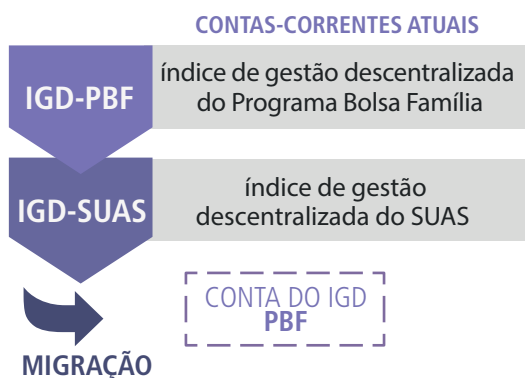 CONTAS-CORRENTES ATUAIS
IGD-PBF
índice de gestão descentralizada
do Programa Bolsa Família
IGD-SUAS
índice de gestão
descentralizada do SUAS
CONTA DO IGD
PBF
MIGRAÇÃO